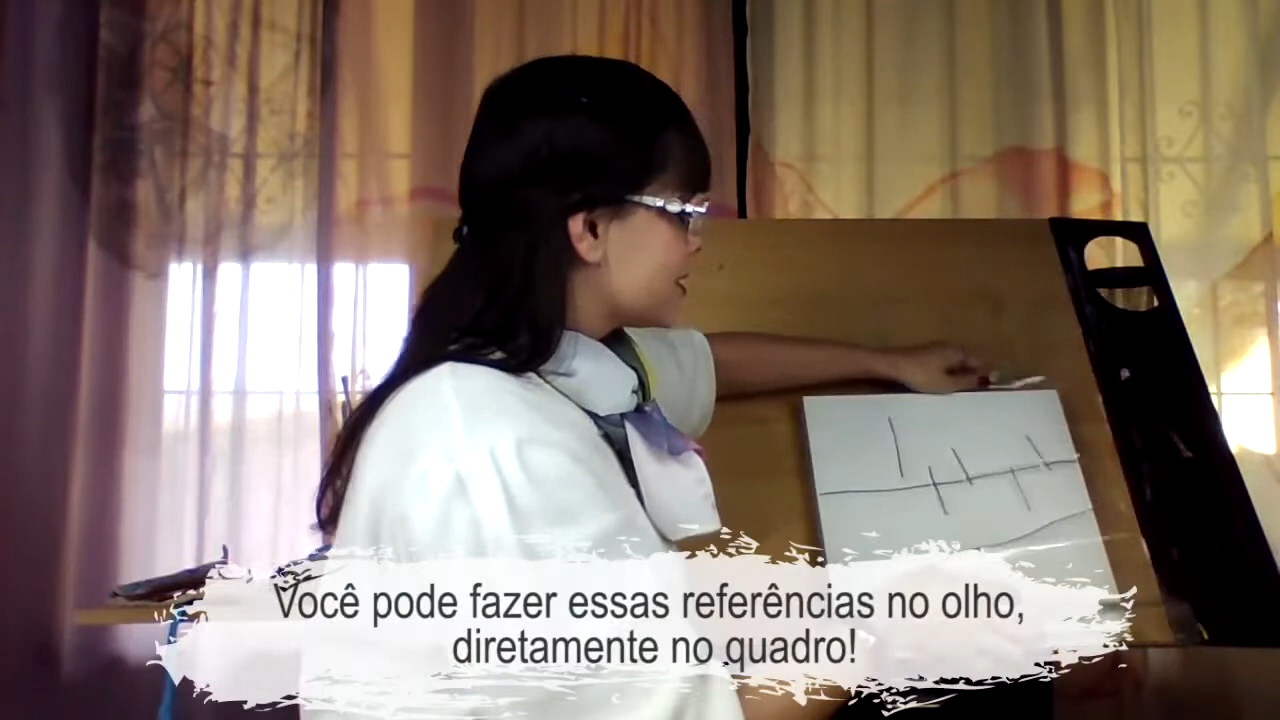 Você pode fazer essas referências no olho,
diretamente no quadro!